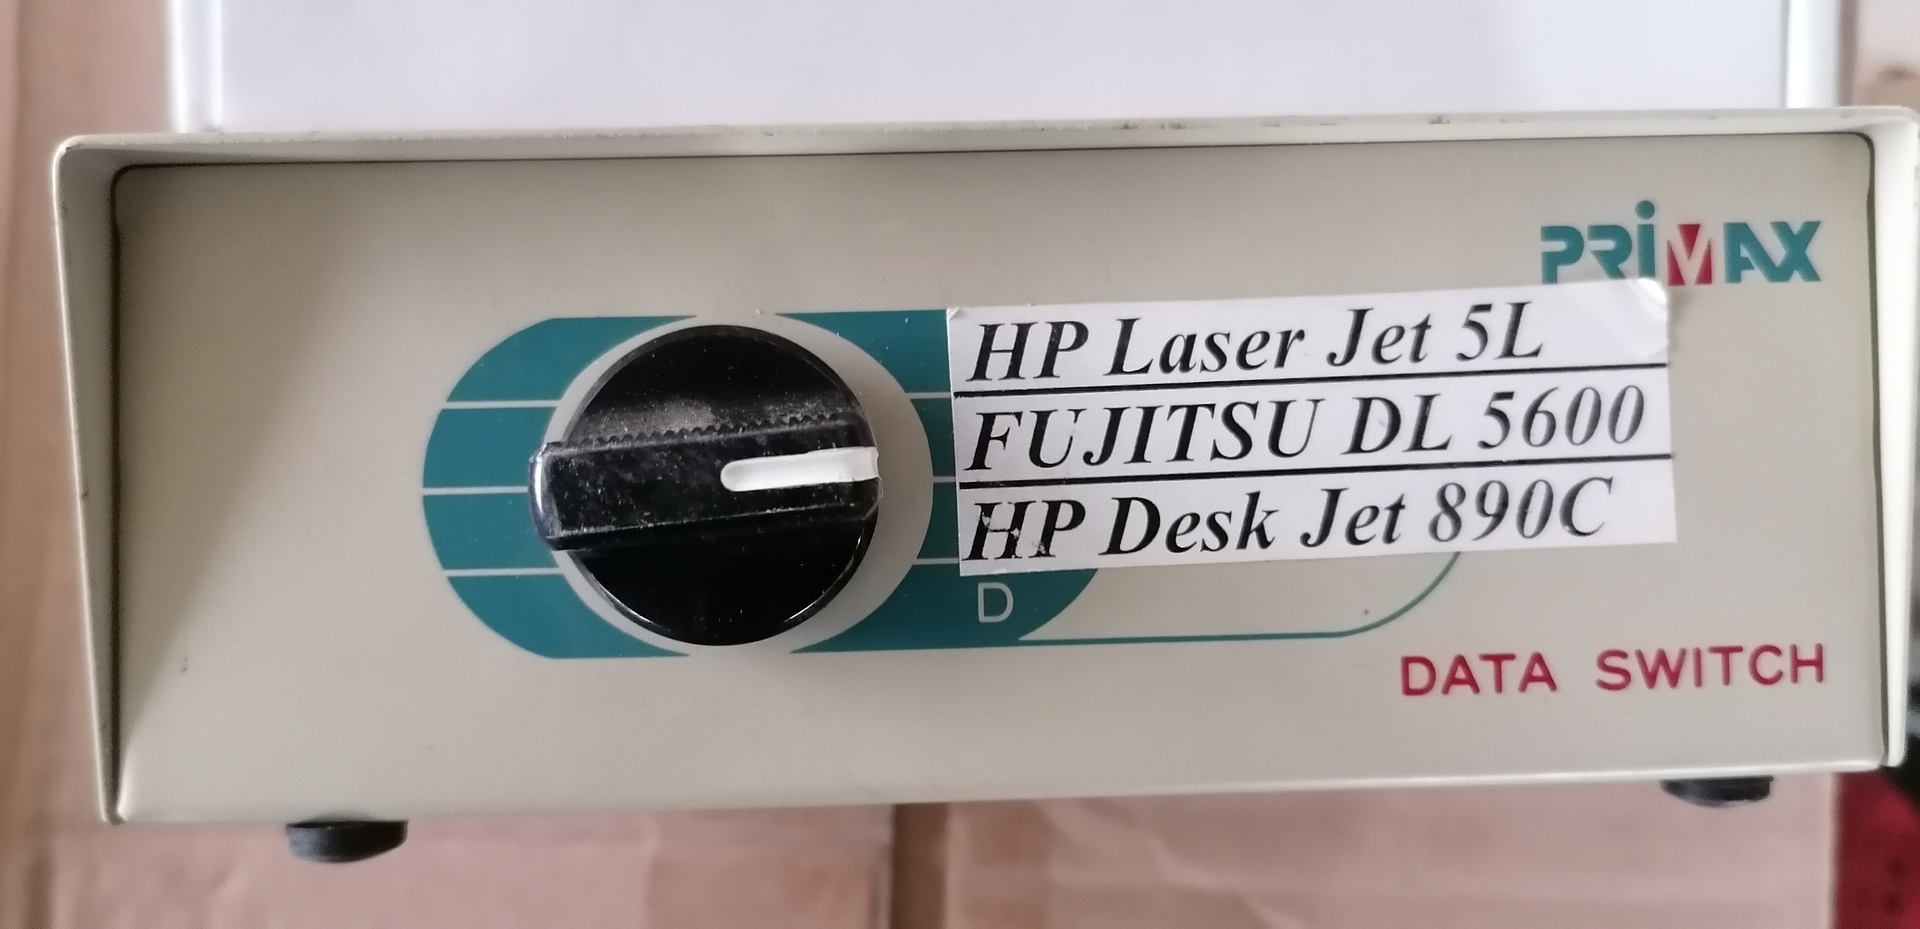 PRiMAX
HP Laser Jet 5L
FUJITSU DL 5600
HP Desk Jet 890C
D
DATA SWITCH